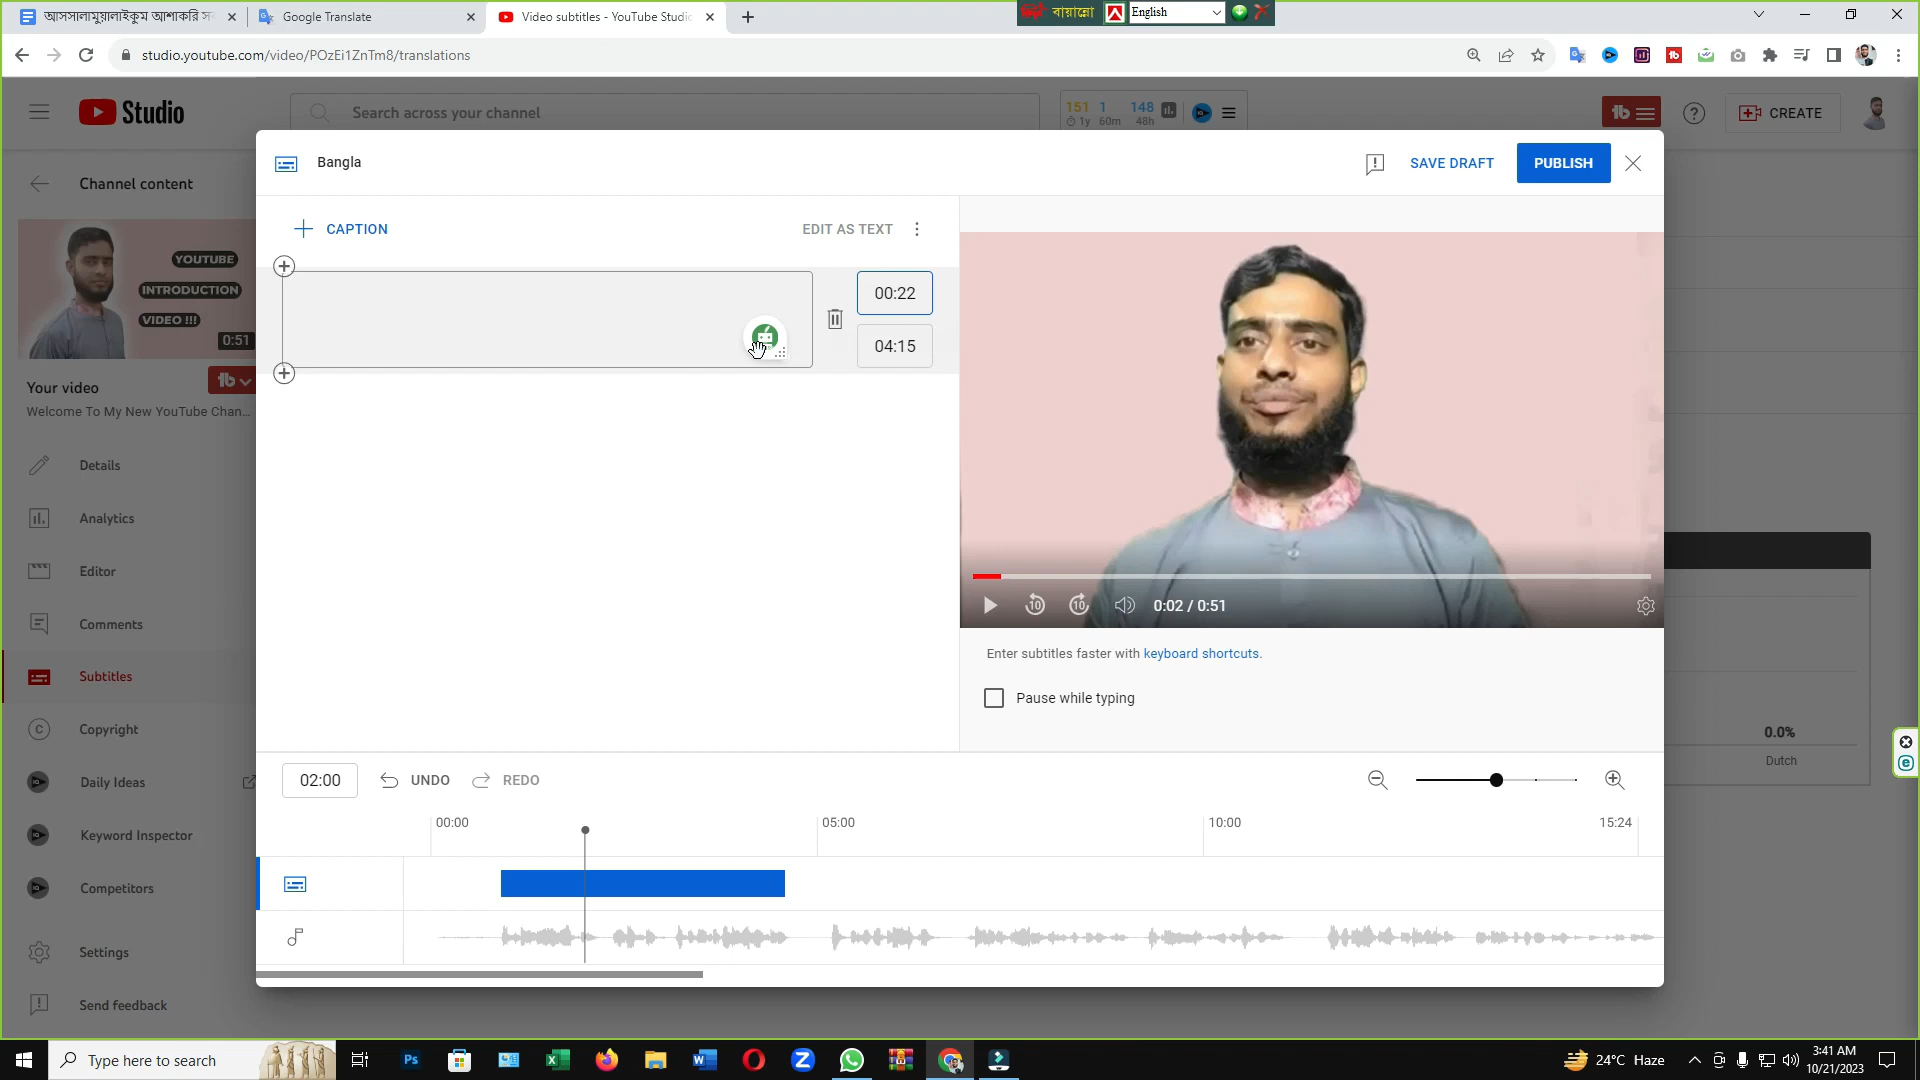 আসসালামুয়ালাইকুম আশাকরি স
Google Translate
Video subtitles - YouTube Studio
বায়ান্নো
English
studio.youtube.com/video/POzEi1ZnTm8/translations
Studio
Search across your channel
151 1 148
1y 60m 48h
tb
?
CREATE
Channel content
YOUTUBE
INTRODUCTION
VIDEO !!!
0:51
Your video
tb
Welcome To My New YouTube Chan...
Details
Analytics
Editor
Comments
Subtitles
Copyright
Daily Ideas
Keyword Inspector
Competitors
Settings
Send feedback
Bangla
SAVE DRAFT
PUBLISH
CAPTION
EDIT AS TEXT
00:22
04:15
10
10
0:02 / 0:51
Enter subtitles faster with keyboard shortcuts.
Pause while typing
02:00
UNDO
REDO
00:00
05:00
10:00
15:24
0.0%
Dutch
Type here to search
Ps
24°C Haze
3:41 AM
10/21/2023